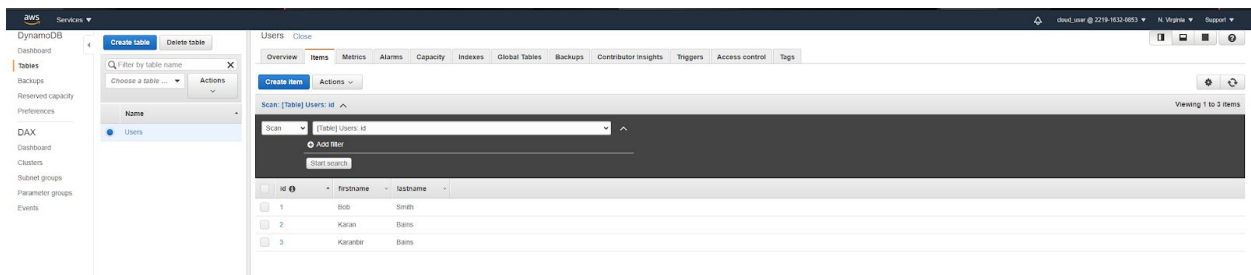 aws Services
cloud_user @ 2219-1632-0853 N. Virginia Support
DynamoDB
Dashboard
Tables
Backups
Reserved capacity
Preferences
DAX
Dashboard
Clusters
Subnet groups
Parameter groups
Events
Create table Delete table
Filter by table name X
Choose a table ... Actions
Name
Users
Users Close
Overview Items Metrics Alarms Capacity Indexes Global Tables Backups Contributor Insights Triggers Access control Tags
Create item Actions
Scan: [Table] Users: id Viewing 1 to 3 items
Scan [Table] Users: id
Add filter
Start search
id firstname lastname
1 Bob Smith
2 Karan Bains
3 Karanbir Bains